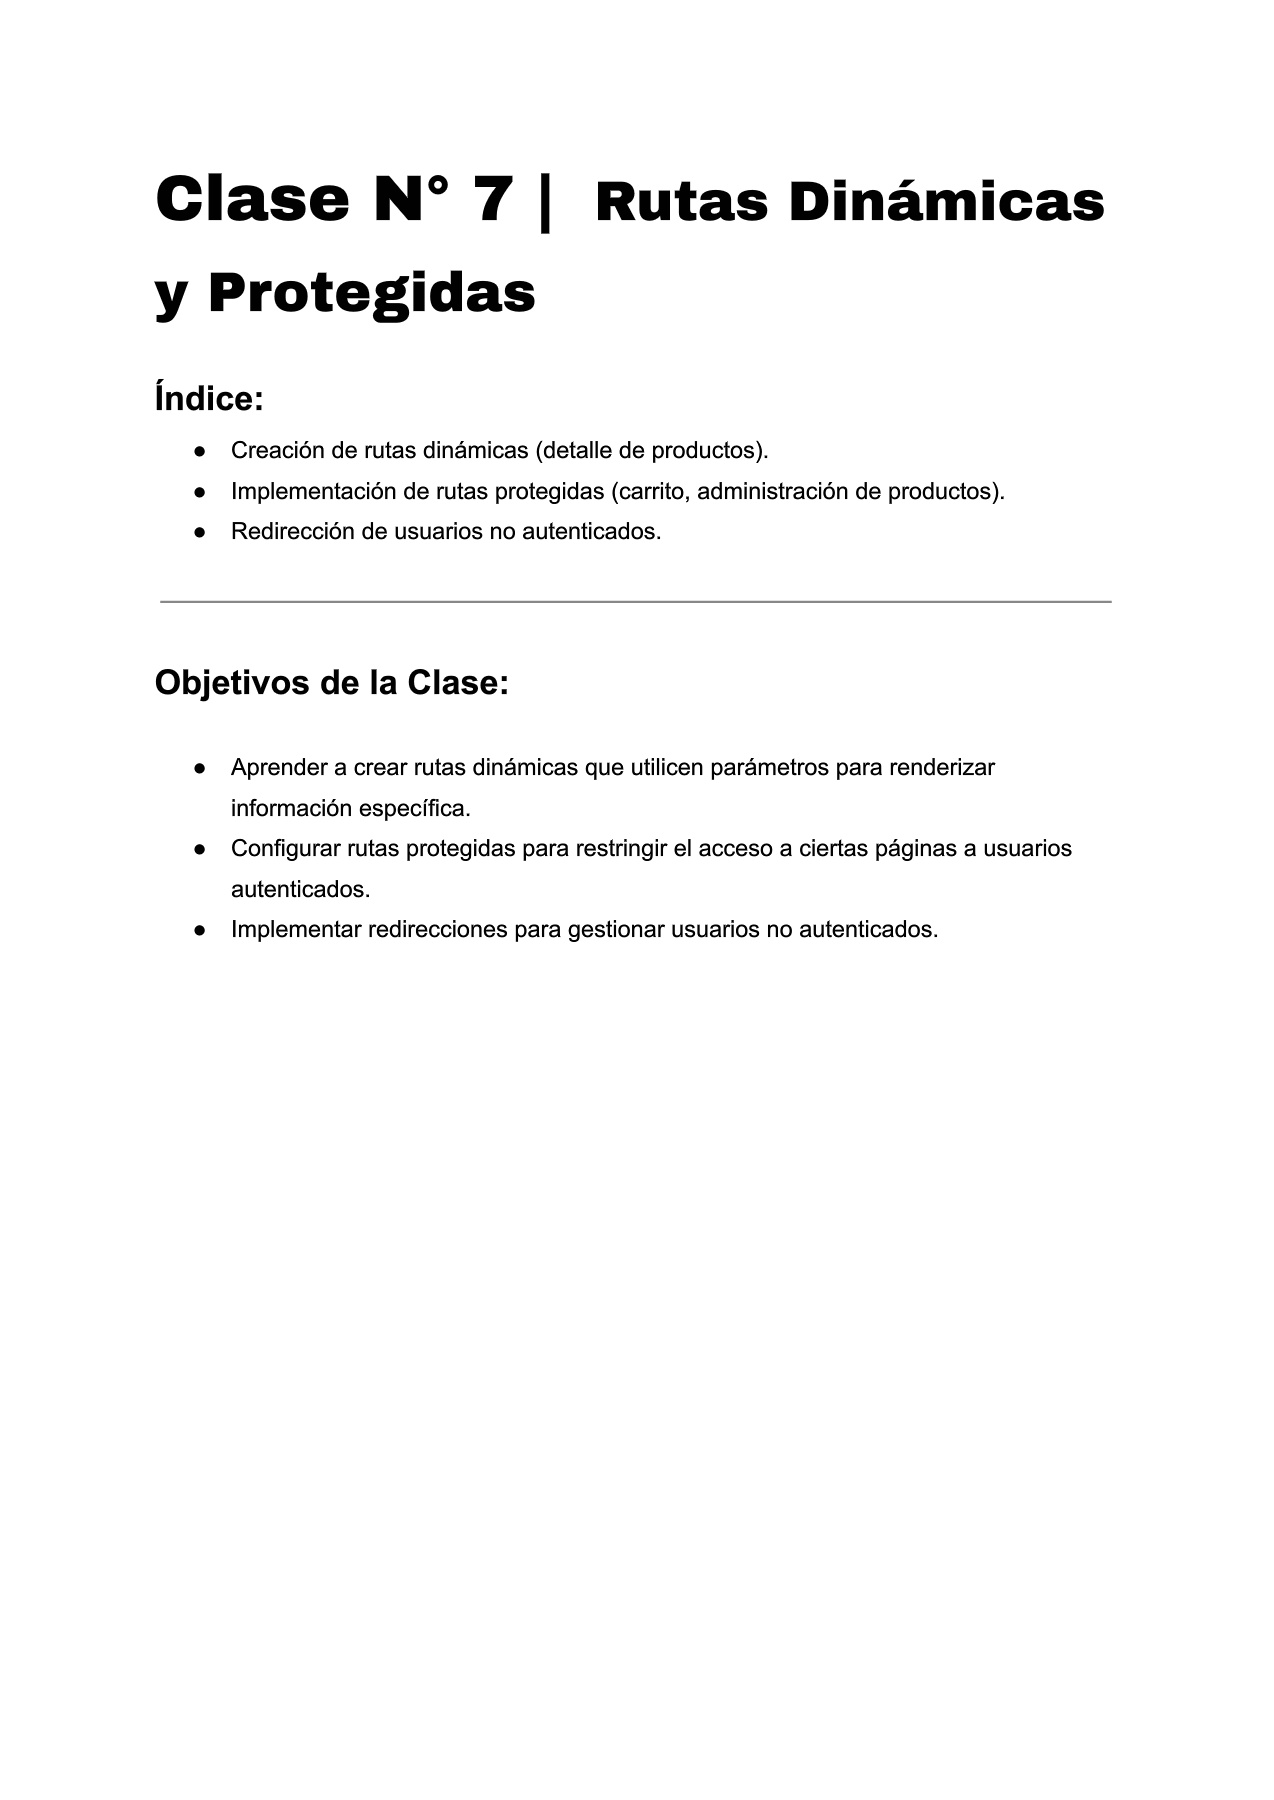 Clase N° 7 | Rutas Dinámicas
y Protegidas
Índice:
● Creación de rutas dinámicas (detalle de productos).
● Implementación de rutas protegidas (carrito, administración de productos).
● Redirección de usuarios no autenticados.
Objetivos de la Clase:
● Aprender a crear rutas dinámicas que utilicen parámetros para renderizar
información específica.
● Configurar rutas protegidas para restringir el acceso a ciertas páginas a usuarios
autenticados.
● Implementar redirecciones para gestionar usuarios no autenticados.